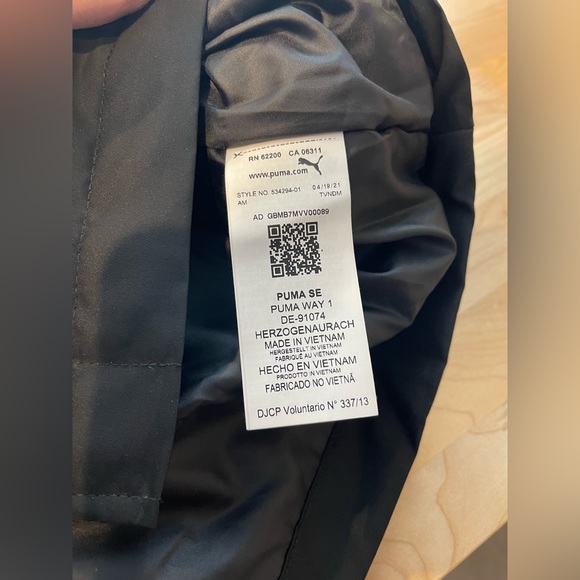 RN 62200 CA 06311
www.puma.com
STYLE NO. 534294-01 04/19/21
AM TVNDM
AD GBMB7MVV00089
PUMA SE
PUMA WAY 1
DE-91074
HERZOGENAURACH
MADE IN VIETNAM
HERGESTELLT IN VIETNAM
FABRIQUÉ AU VIETNAM
HECHO EN VIETNAM
PRODOTTO IN VIETNAM
FABRICADO NO VIETNÃ
DJCP Voluntario N° 337/13